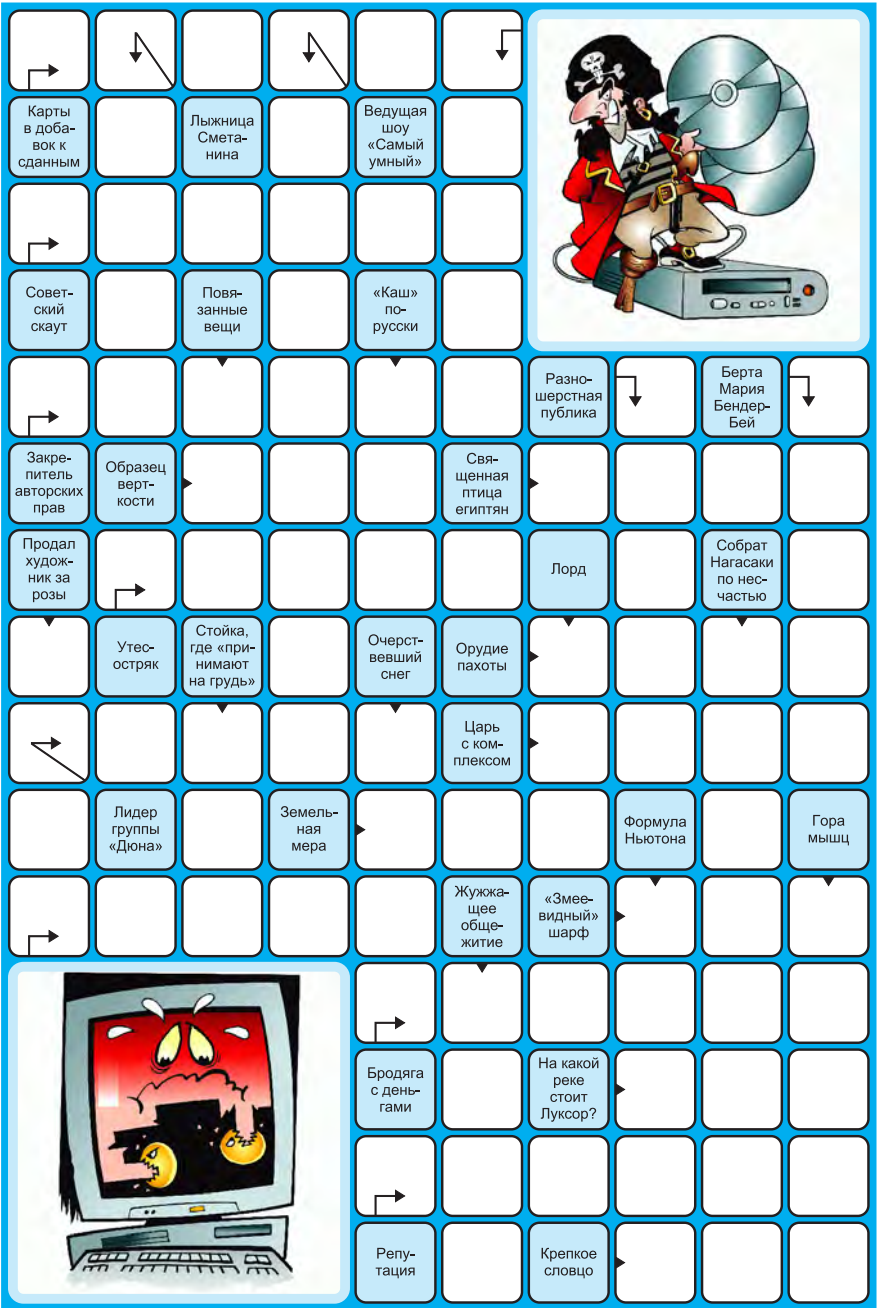 Карты
в доба-
вок к
сданным
Лыжница
Смета-
нина
Ведущая
шоу
«Самый
умный»
Совет-
ский
скаут
Повя-
занные
вещи
«Каш»
по-
русски
Разно-
шерстная
публика
Берта
Мария
Бендер-
Бей
Закре-
питель
авторских
прав
Образец
верт-
кости
Свя-
щенная
птица
египтян
Продал
худож-
ник за
розы
Лорд
Собрат
Нагасаки
по нес-
частью
Утес-
остряк
Стойка,
где «при-
нимают
на грудь»
Очерст-
вевший
снег
Орудие
пахоты
Царь
с ком-
плексом
Лидер
группы
«Дюна»
Земель-
ная
мера
Формула
Ньютона
Гора
мышц
Жужжа-
щее
обще-
житие
«Змее-
видный»
шарф
Бродяга
с день-
гами
На какой
реке
стоит
Луксор?
Репу-
тация
Крепкое
словцо